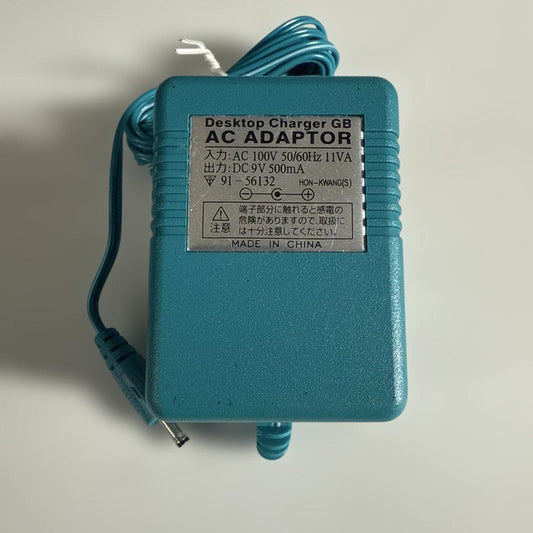 Desktop Charger GB
AC ADAPTOR
入力: AC 100V 50/60Hz 11VA
出力: DC 9V 500mA
91-56132 HON-KWANG(S)
注意
端子部分に触れると感電の
危険がありますので、取扱に
は十分注意してください。
MADE IN CHINA